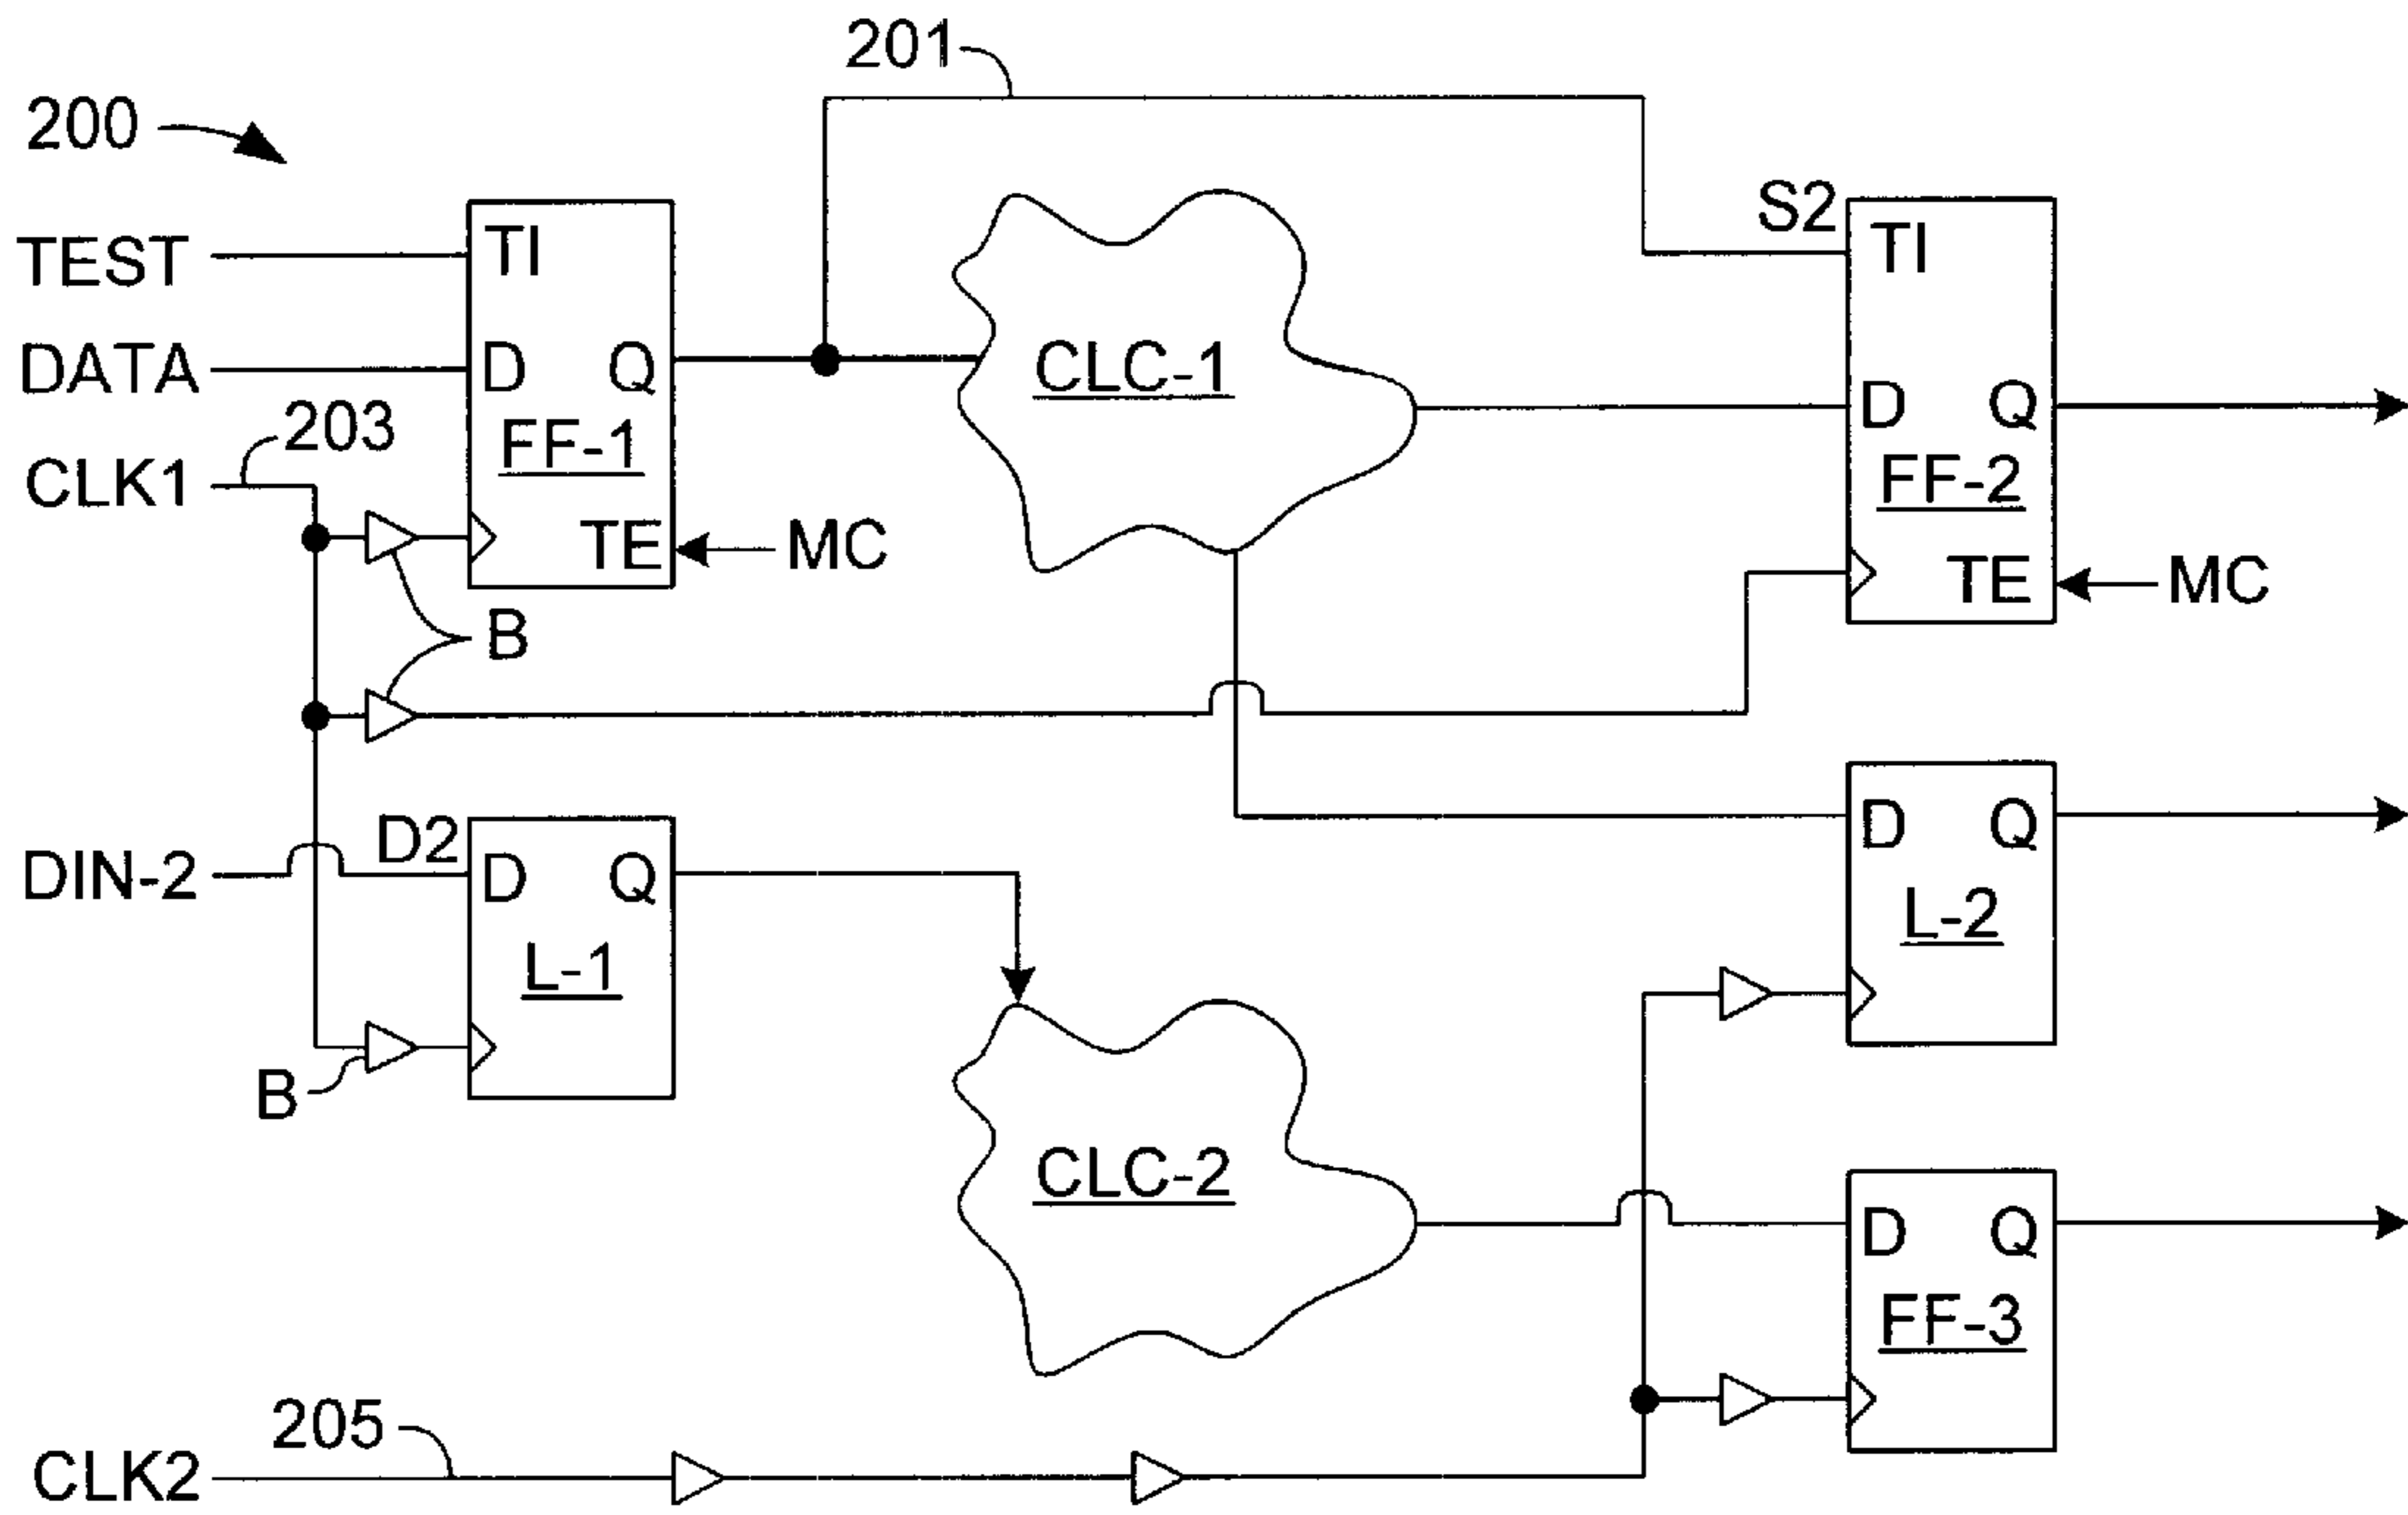 201
200
S2
TEST
TI
TI
DATA
D
Q
CLC-1
D
Q
203
FF-1
FF-2
CLK1
TE
MC
TE
MC
B
D2
D
Q
DIN-2
D
Q
L-2
L-1
B
CLC-2
D
Q
FF-3
205
CLK2